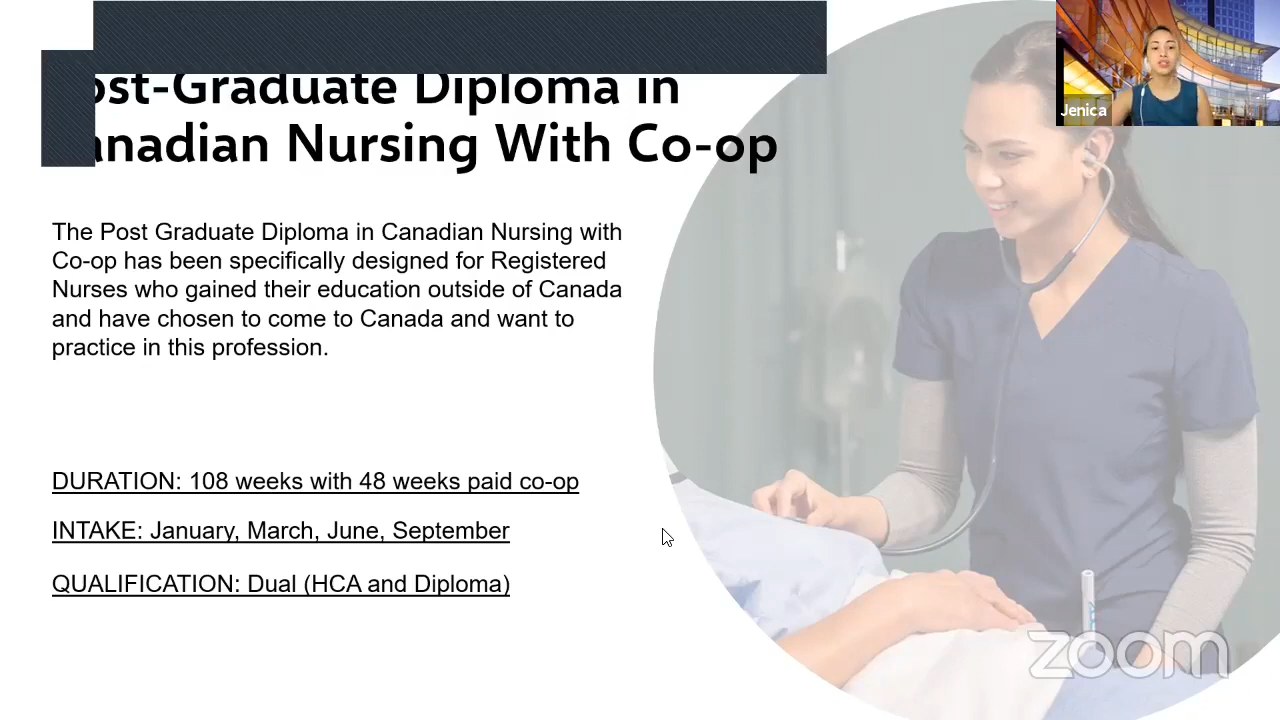 ost-Graduate Diploma in
anadian Nursing With Co-op
Jenica
The Post Graduate Diploma in Canadian Nursing with
Co-op has been specifically designed for Registered
Nurses who gained their education outside of Canada
and have chosen to come to Canada and want to
practice in this profession.
DURATION: 108 weeks with 48 weeks paid co-op
INTAKE: January, March, June, September
QUALIFICATION: Dual (HCA and Diploma)
zoom